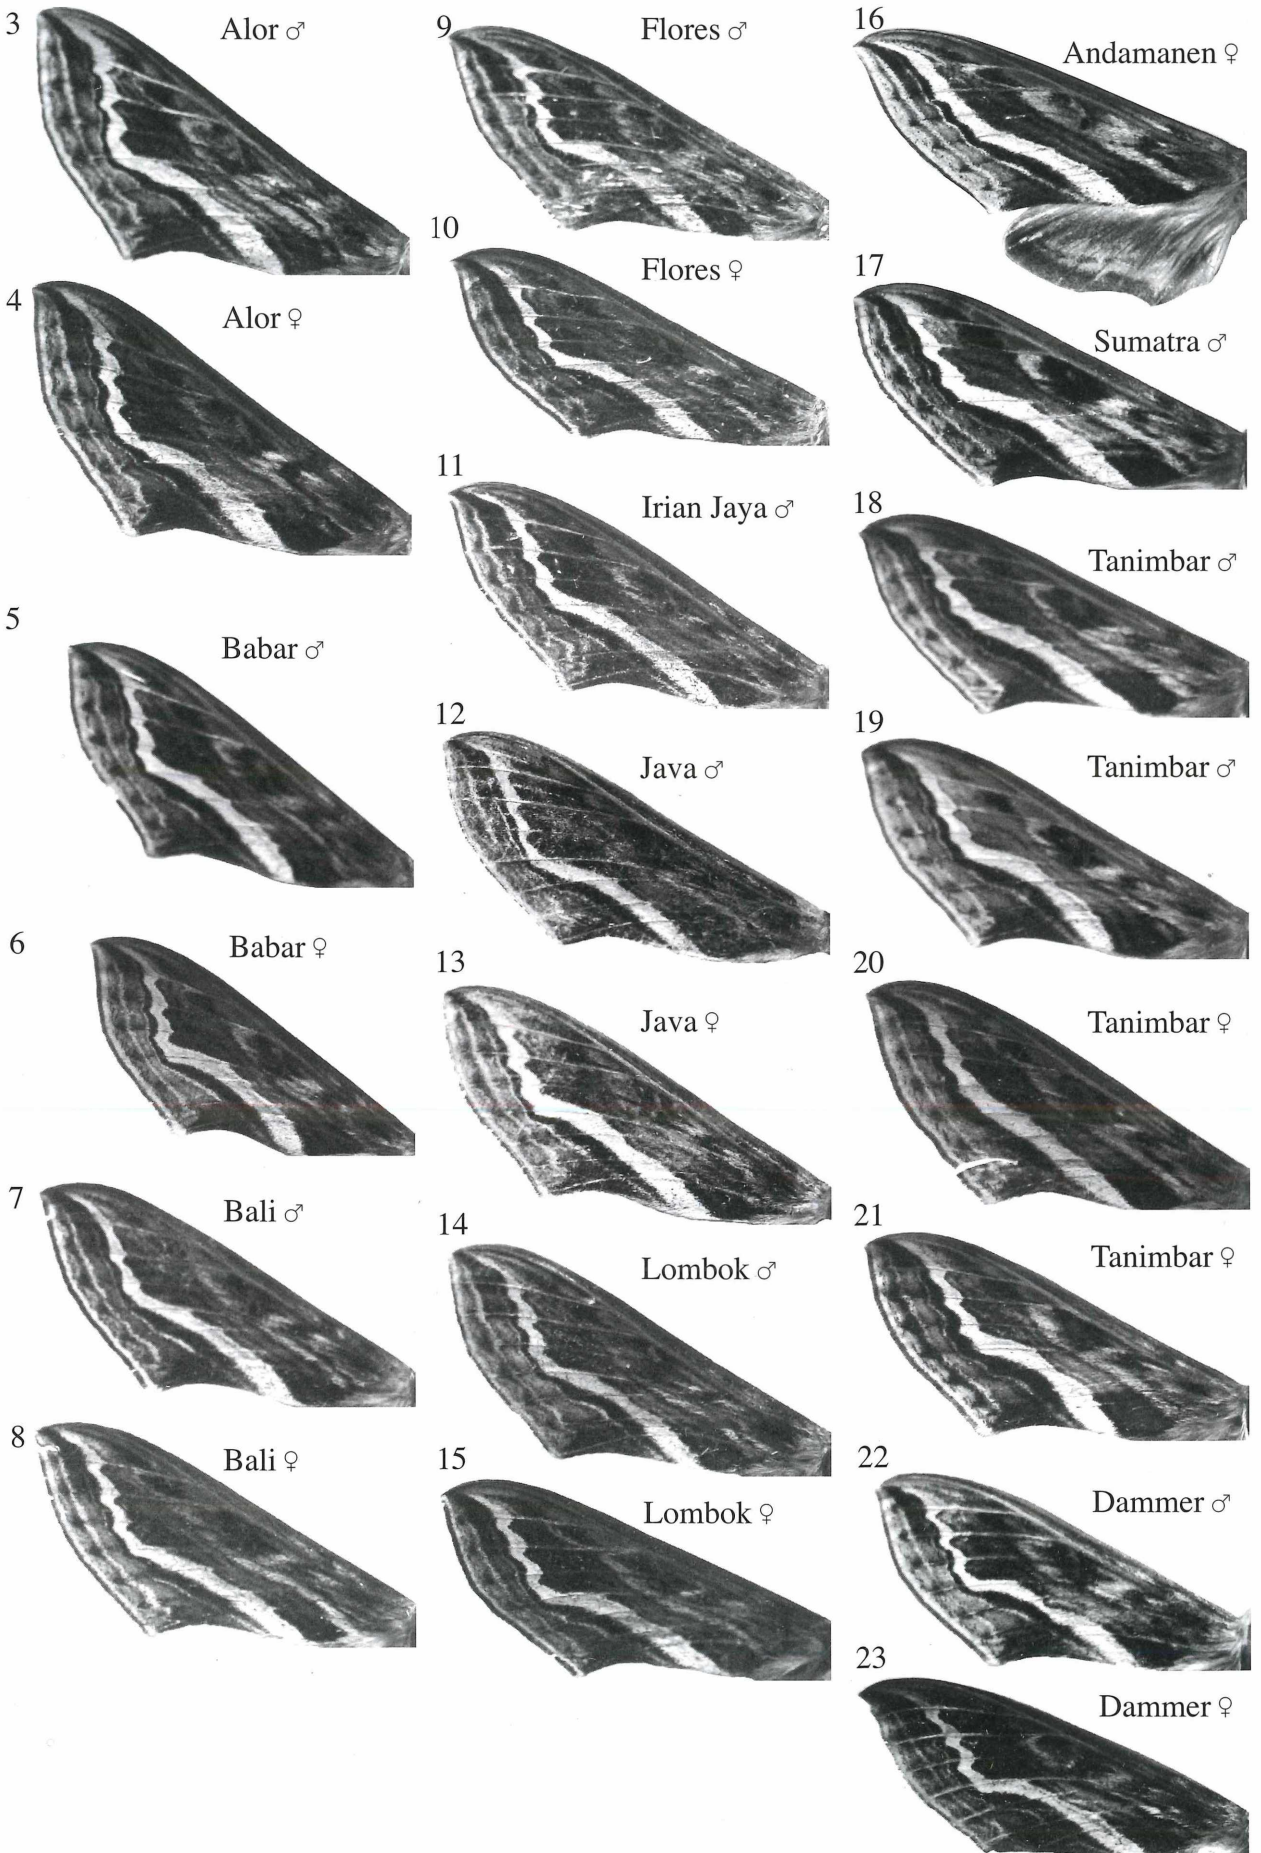 3
Alor ♂
4
Alor ♀
5
Babar ♂
6
Babar ♀
7
Bali ♂
8
Bali ♀
9
Flores ♂
10
Flores ♀
11
Irian Jaya ♂
12
Java ♂
13
Java ♀
14
Lombok ♂
15
Lombok ♀
16
Andamanen ♀
17
Sumatra ♂
18
Tanimbar ♂
19
Tanimbar ♂
20
Tanimbar ♀
21
Tanimbar ♀
22
Dammer ♂
23
Dammer ♀